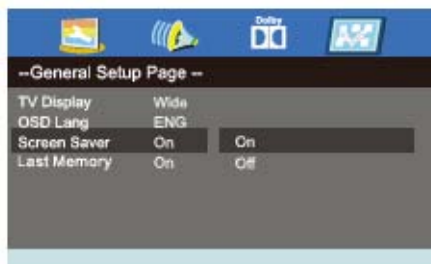 Dolby
--General Setup Page --
TV Display Wide
OSD Lang ENG
Screen Saver On On
Last Memory On Off